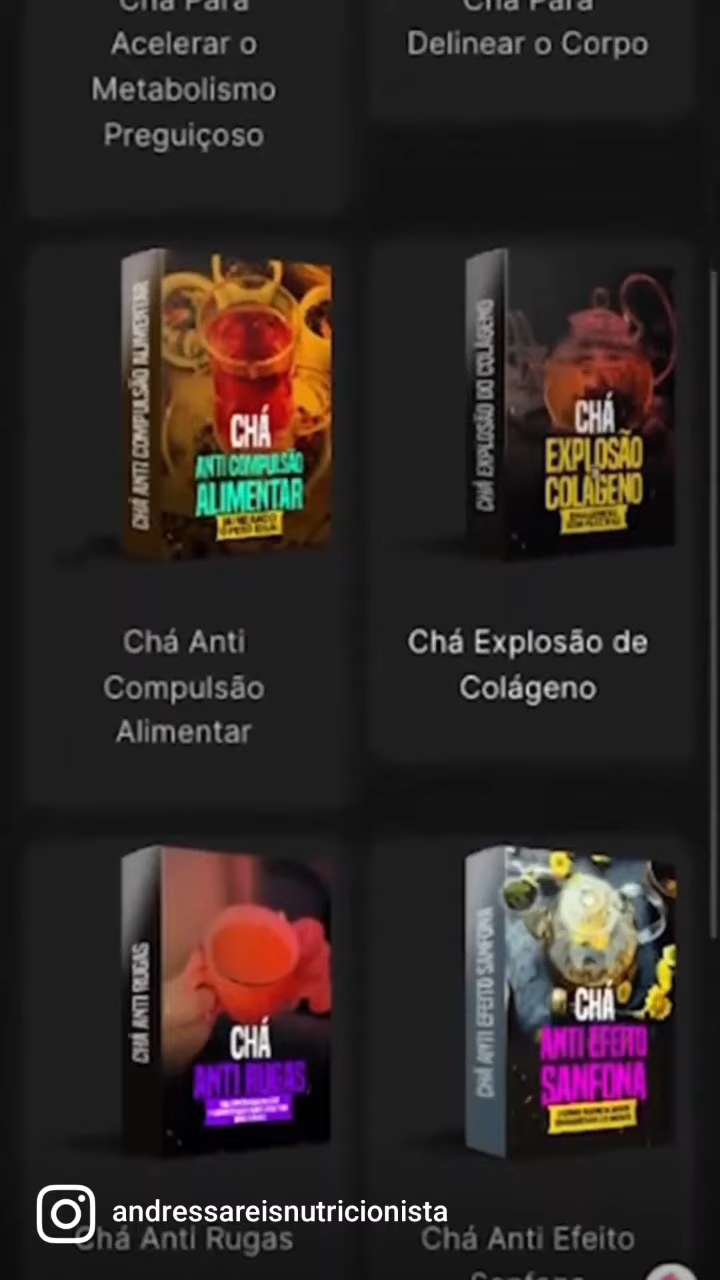 Acelerar o
Metabolismo
Preguiçoso
Delinear o Corpo
CHÁ ANTI COMPULSÃO ALIMENTAR
CHÁ
ANTI COMPULSÃO
ALIMENTAR
Chá Anti
Compulsão
Alimentar
CHÁ EXPLOSÃO DO COLÁGENO
CHÁ
EXPLOSÃO
COLÁGENO
Chá Explosão de
Colágeno
CHÁ ANTI RUGAS
CHÁ
ANTI RUGAS
Chá Anti Rugas
CHÁ ANTI EFEITO SANFONA
CHÁ
ANTI EFEITO
SANFONA
Chá Anti Efeito
andressareisnutricionista